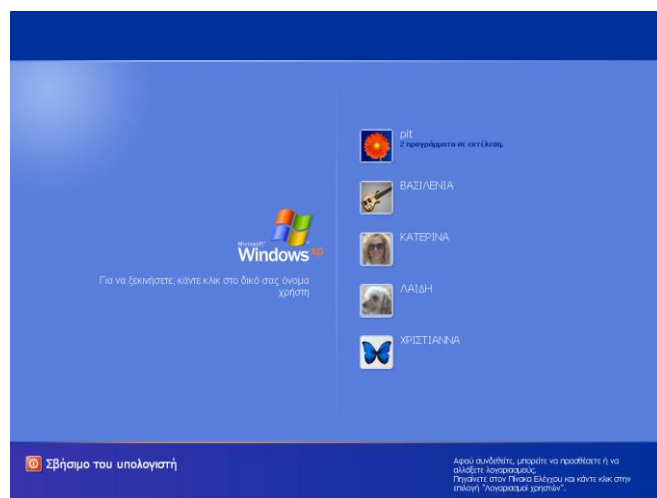 pit
2 προγράμματα σε εκτέλεση.
ΒΑΣΙΛΕΝΙΑ
ΚΑΤΕΡΙΝΑ
ΛΑΙΔΗ
ΧΡΙΣΤΙΑΝΝΑ
Microsoft
Windows xp
Για να ξεκινήσετε, κάντε κλικ στο δικό σας όνομα
χρήστη
Σβήσιμο του υπολογιστή
Αφού συνδεθείτε, μπορείτε να προσθέσετε ή να
αλλάξετε λογαριασμούς.
Πηγαίνετε στον Πίνακα Ελέγχου και κάντε κλικ στην
επιλογή "Λογαριασμοί χρηστών".